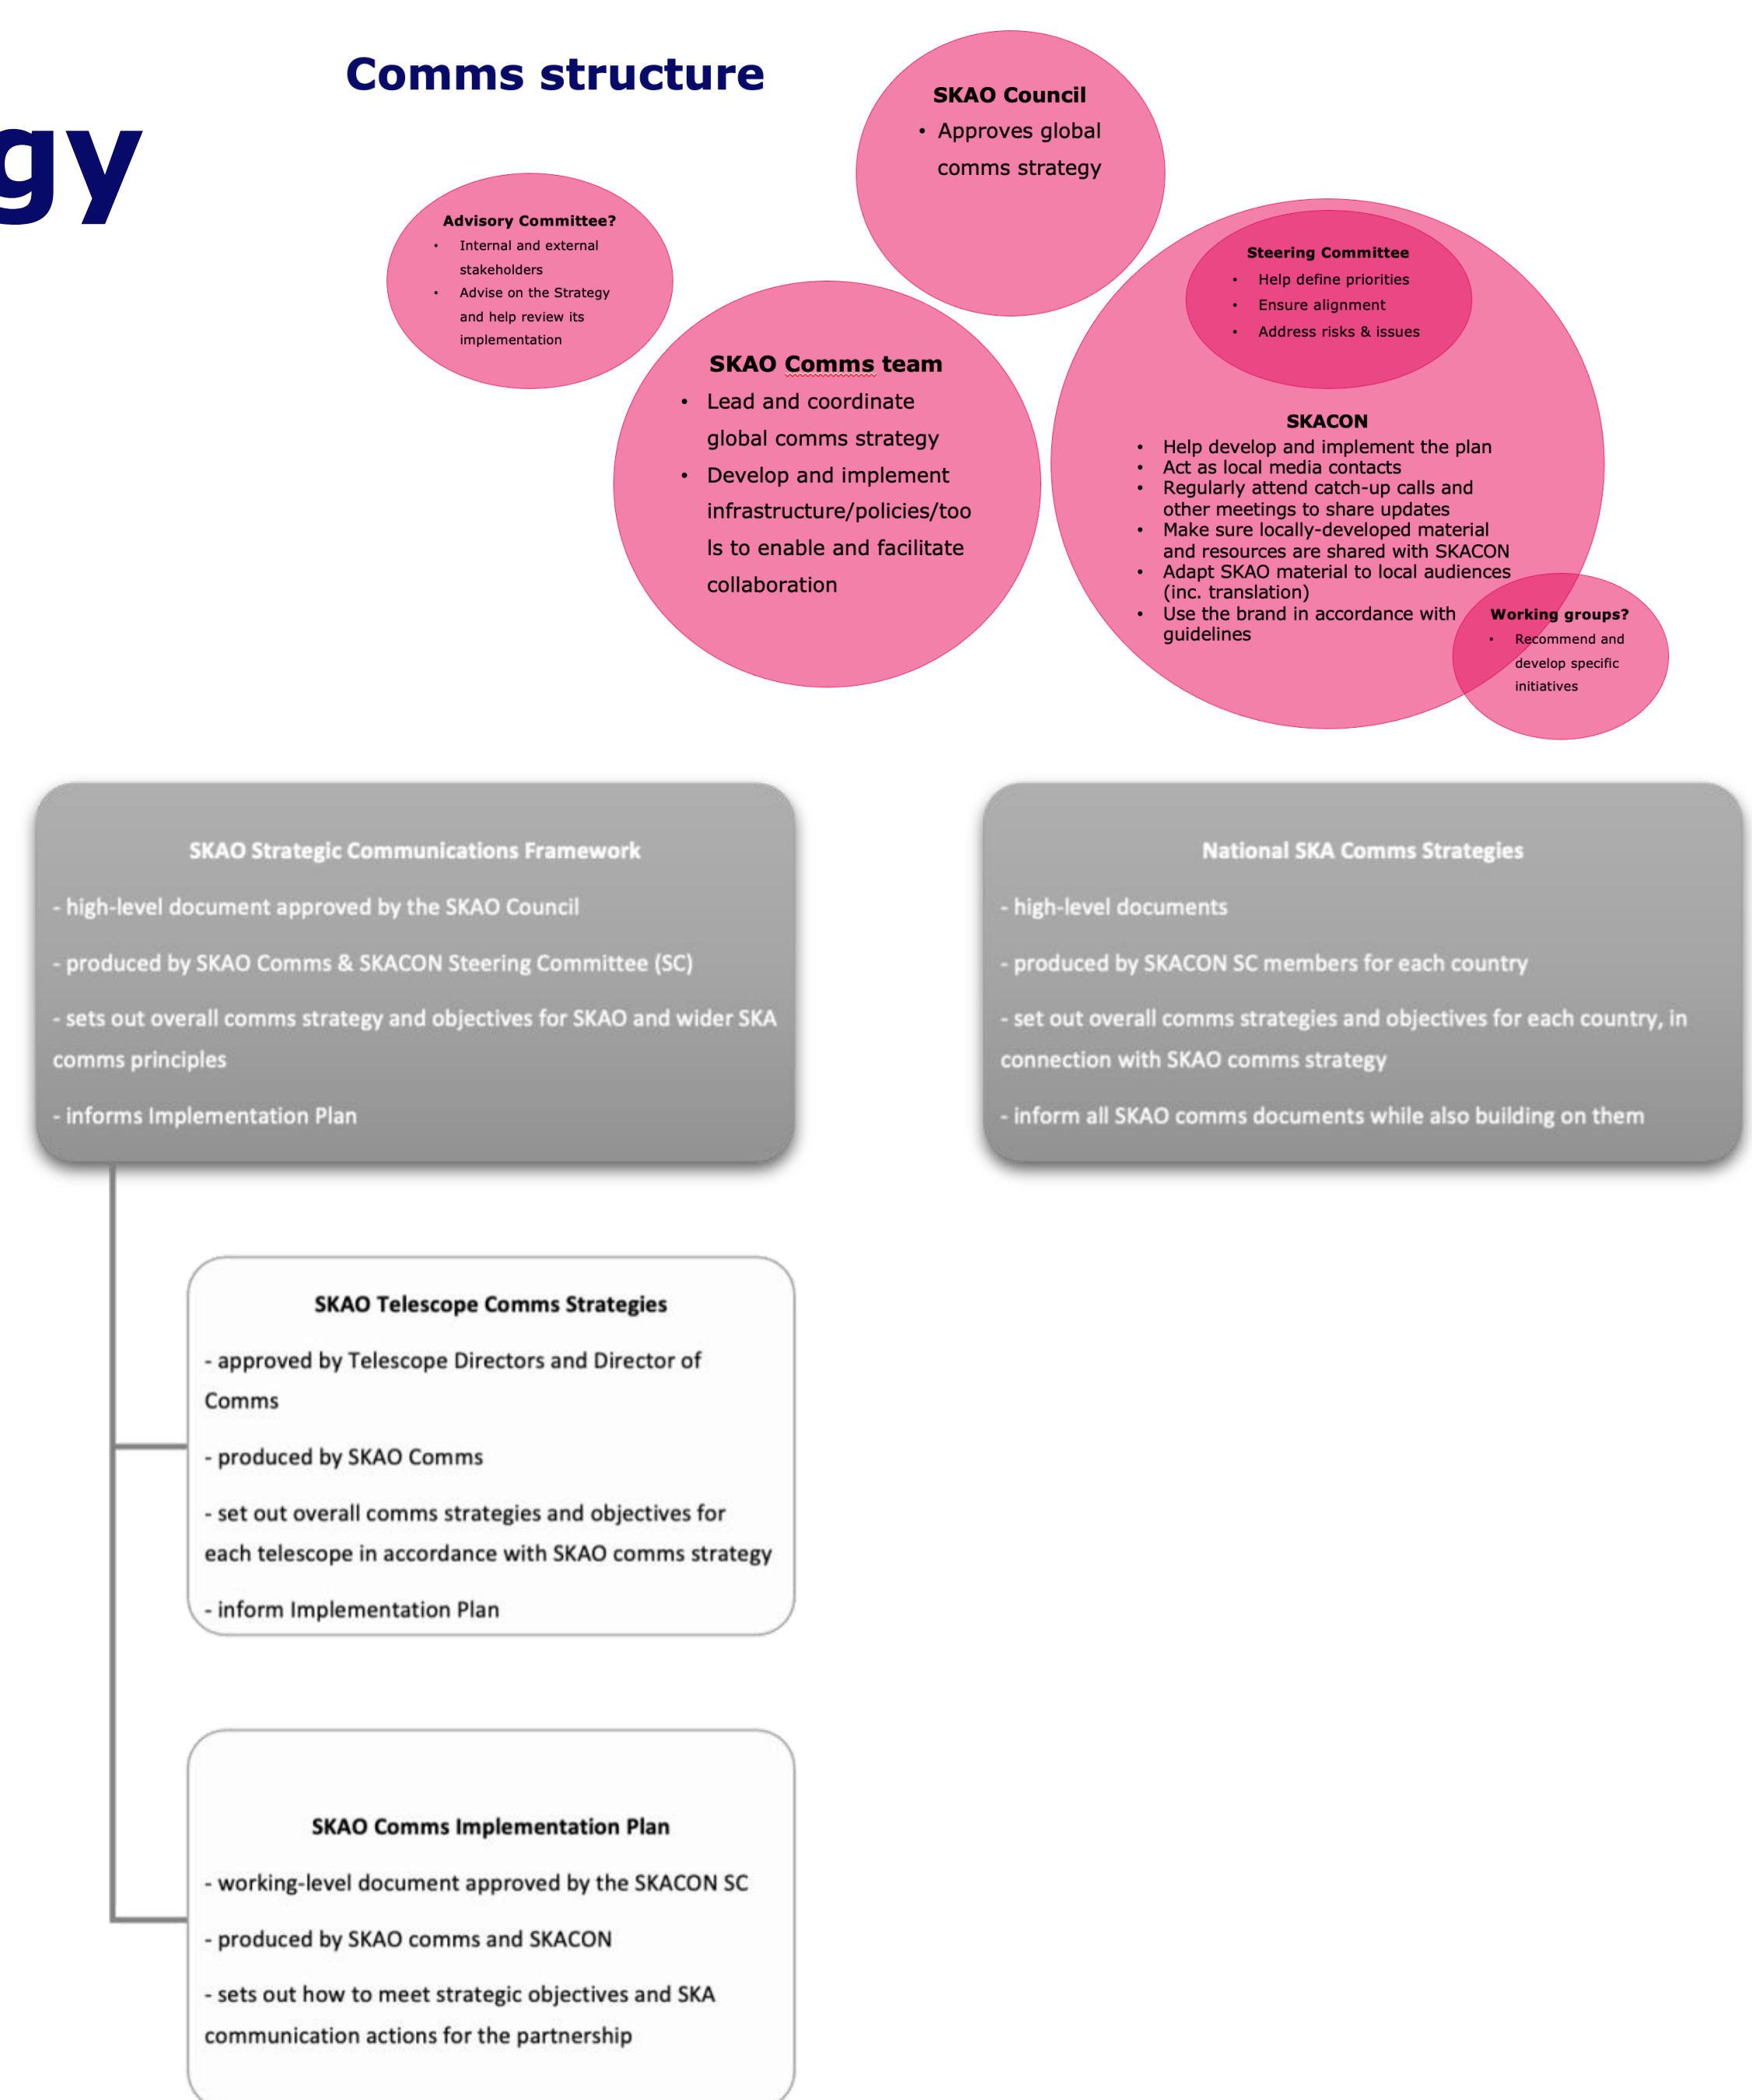 Comms structure
gy
SKAO Council
• Approves global
comms strategy
Advisory Committee?
• Internal and external
stakeholders
• Advise on the Strategy
and help review its
implementation
Steering Committee
• Help define priorities
• Ensure alignment
• Address risks & issues
SKAO Comms team
• Lead and coordinate
global comms strategy
• Develop and implement
infrastructure/policies/too
ls to enable and facilitate
collaboration
SKACON
• Help develop and implement the plan
• Act as local media contacts
• Regularly attend catch-up calls and
other meetings to share updates
• Make sure locally-developed material
and resources are shared with SKACON
• Adapt SKAO material to local audiences
(inc. translation)
• Use the brand in accordance with
guidelines
Working groups?
• Recommend and
develop specific
initiatives
SKAO Strategic Communications Framework
- high-level document approved by the SKAO Council
- produced by SKAO Comms & SKACON Steering Committee (SC)
- sets out overall comms strategy and objectives for SKAO and wider SKA
comms principles
- informs Implementation Plan
National SKA Comms Strategies
- high-level documents
- produced by SKACON SC members for each country
- set out overall comms strategies and objectives for each country, in
connection with SKAO comms strategy
- inform all SKAO comms documents while also building on them
SKAO Telescope Comms Strategies
- approved by Telescope Directors and Director of
Comms
- produced by SKAO Comms
- set out overall comms strategies and objectives for
each telescope in accordance with SKAO comms strategy
- inform Implementation Plan
SKAO Comms Implementation Plan
- working-level document approved by the SKACON SC
- produced by SKAO comms and SKACON
- sets out how to meet strategic objectives and SKA
communication actions for the partnership